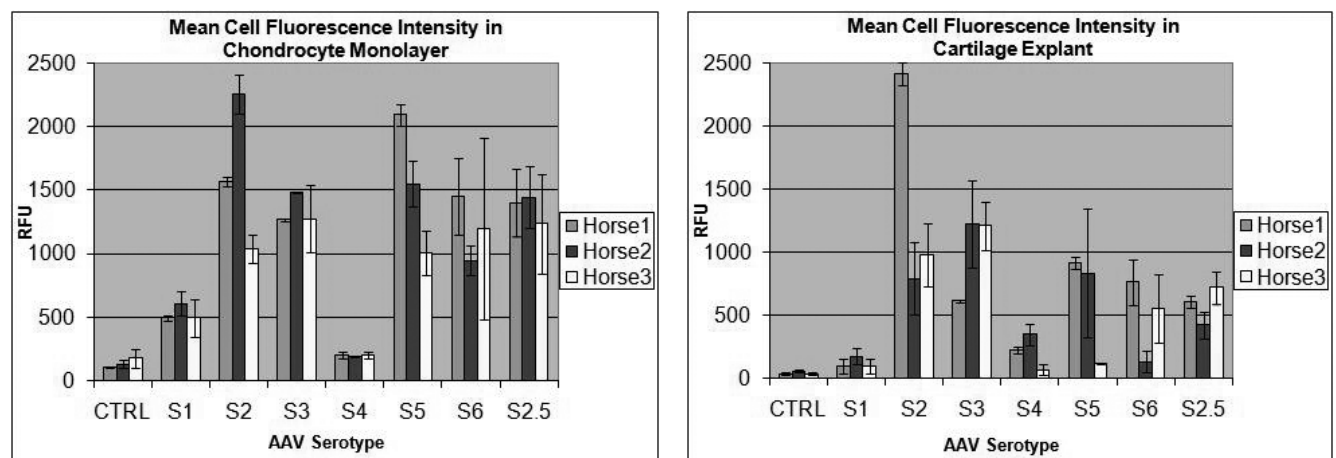 Mean Cell Fluorescence Intensity in
Chondrocyte Monolayer
2500
2000
1500
1000
500
0
RFU
CTRL S1 S2 S3 S4 S5 S6 S2.5
AAV Serotype
Horse1
Horse2
Horse3
Mean Cell Fluorescence Intensity in
Cartilage Explant
2500
2000
1500
1000
500
0
RFU
CTRL S1 S2 S3 S4 S5 S6 S2.5
AAV Serotype
Horse1
Horse2
Horse3